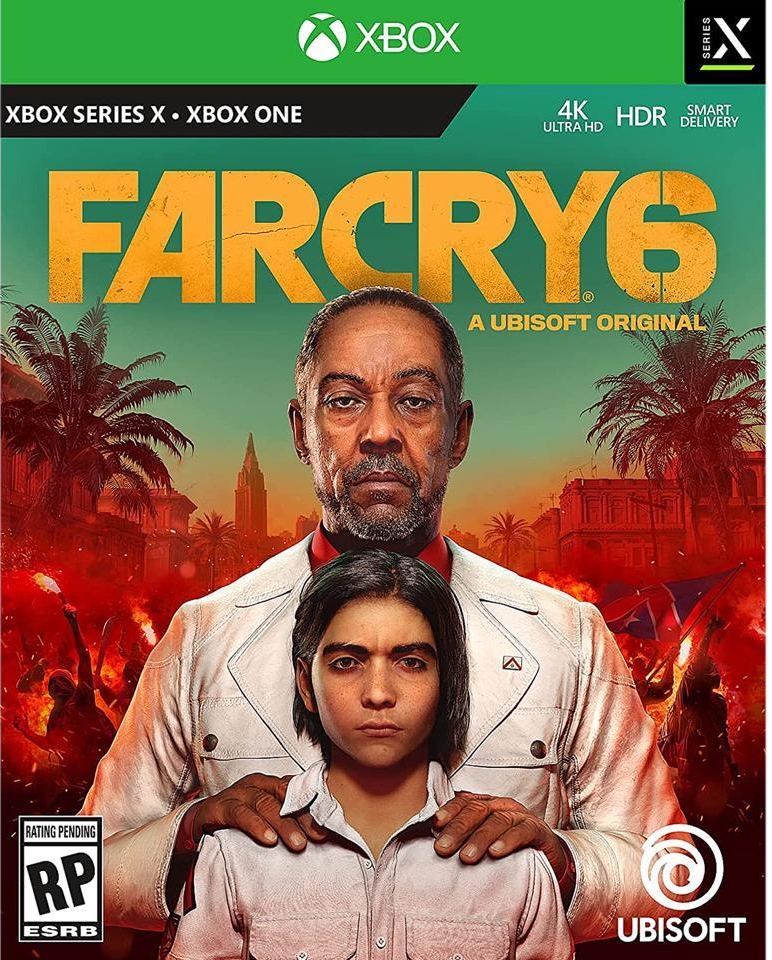 XBOX
SERIES X
XBOX SERIES X • XBOX ONE
4K
ULTRA HD
HDR
SMART
DELIVERY
FARCRY6
®
A UBISOFT ORIGINAL
RATING PENDING
RP
ESRB
UBISOFT